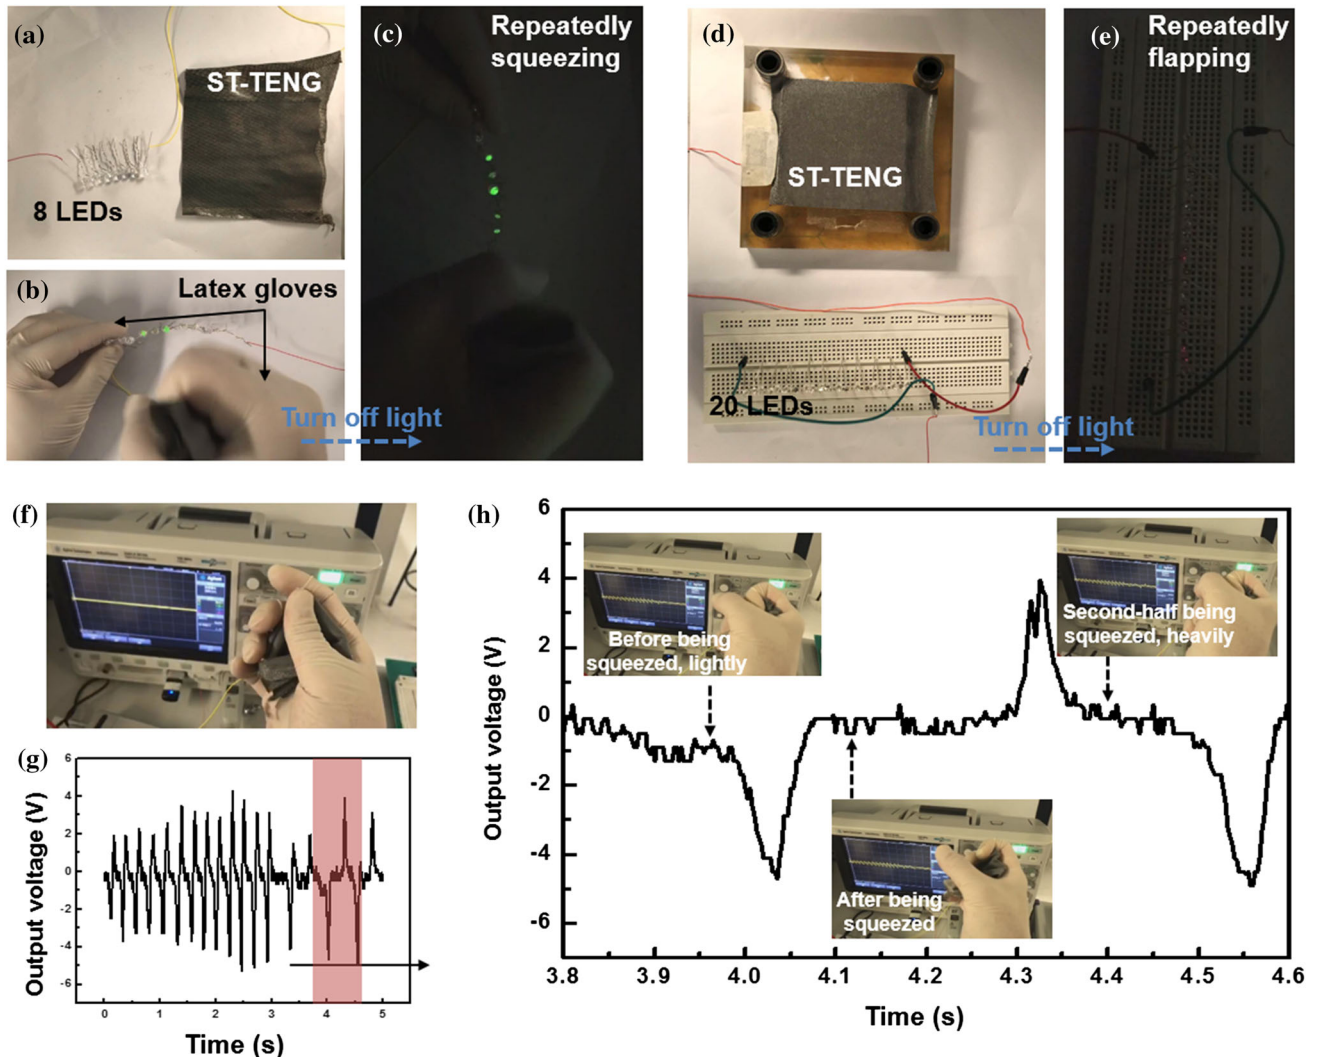 (a)
ST-TENG
8 LEDs
(b)
Latex gloves
(c)
Repeatedly
squeezing
Turn off light
(d)
ST-TENG
20 LEDs
(e)
Repeatedly
flapping
Turn off light
(f)
(g)
Output voltage (V)
6
4
2
0
-2
-4
-6
0 1 2 3 4 5
Time (s)
(h)
Output voltage (V)
6
4
2
0
-2
-4
-6
Before being
squeezed, lightly
Second-half being
squeezed, heavily
After being
squeezed
3.8 3.9 4.0 4.1 4.2 4.3 4.4 4.5 4.6
Time (s)